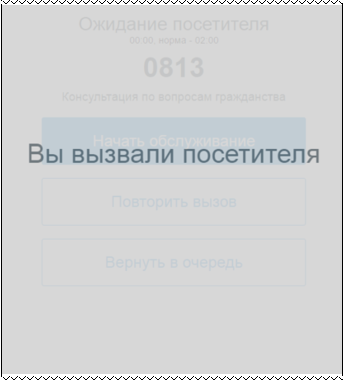 Ожидание посетителя
00:00, норма - 02:00
0813
Консультация по вопросам гражданства
Начать обслуживание
Вы вызвали посетителя
Повторить вызов
Вернуть в очередь